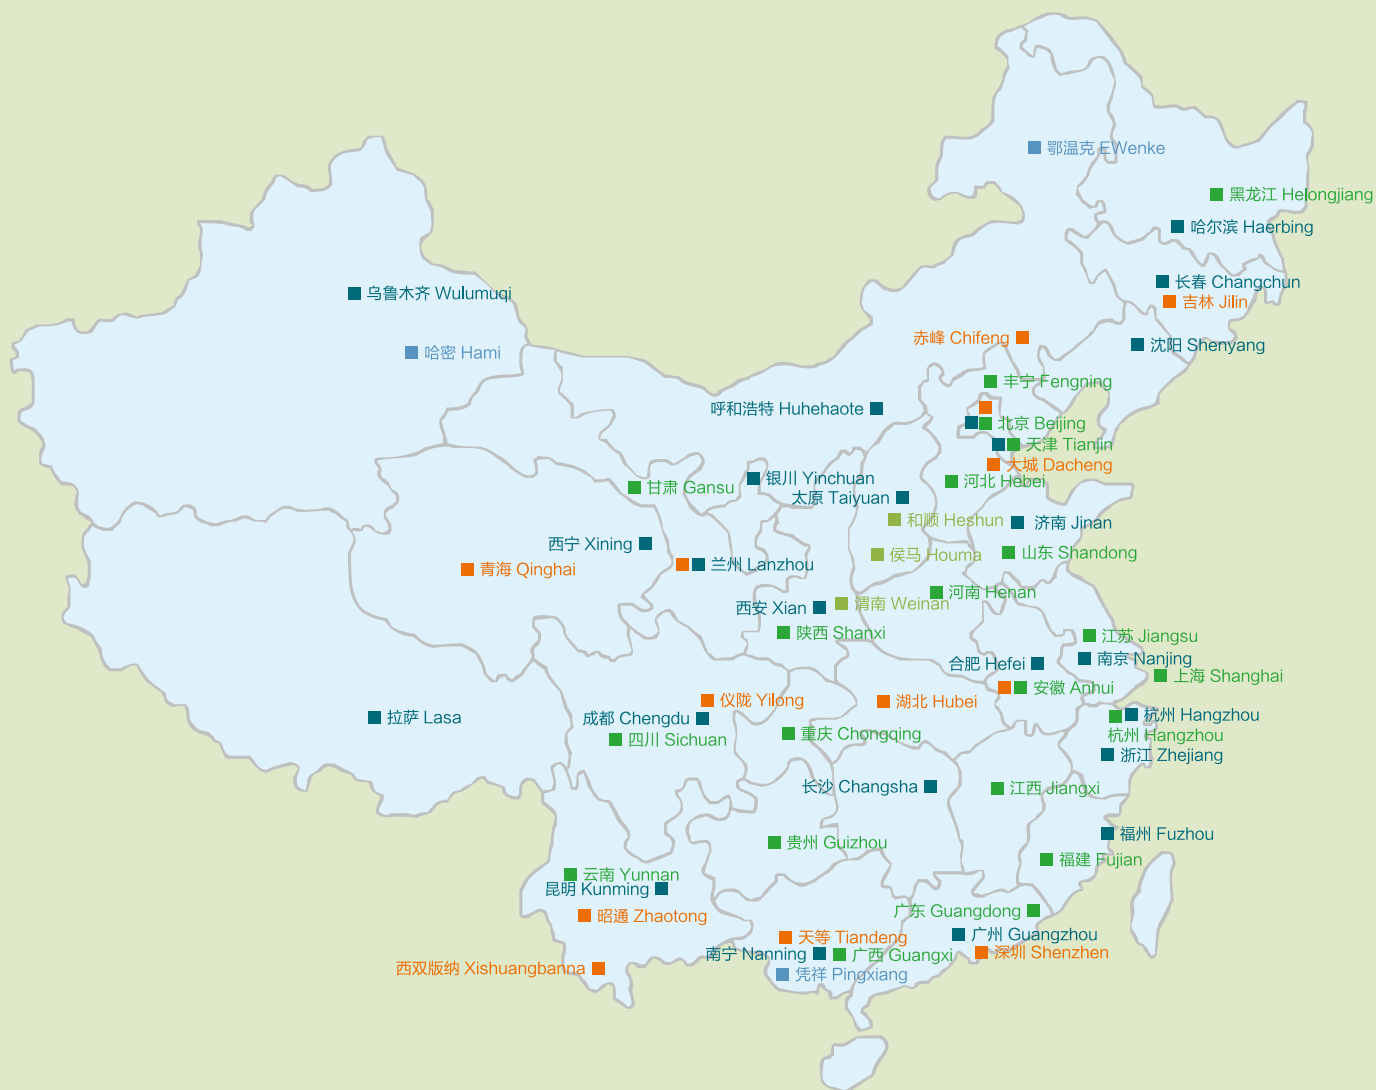 鄂温克 EWenke
黑龙江 Helongjiang
哈尔滨 Haerbing
长春 Changchun
乌鲁木齐 Wulumuqi
吉林 Jilin
赤峰 Chifeng
沈阳 Shenyang
哈密 Hami
丰宁 Fengning
呼和浩特 Huhehaote
北京 Beijing
天津 Tianjin
大城 Dacheng
银川 Yinchuan
河北 Hebei
甘肃 Gansu
太原 Taiyuan
和顺 Heshun
济南 Jinan
西宁 Xining
侯马 Houma
山东 Shandong
兰州 Lanzhou
青海 Qinghai
河南 Henan
西安 Xian
渭南 Weinan
陕西 Shanxi
江苏 Jiangsu
南京 Nanjing
合肥 Hefei
上海 Shanghai
安徽 Anhui
仪陇 Yilong
湖北 Hubei
杭州 Hangzhou
拉萨 Lasa
成都 Chengdu
重庆 Chongqing
杭州 Hangzhou
四川 Sichuan
浙江 Zhejiang
长沙 Changsha
江西 Jiangxi
福州 Fuzhou
贵州 Guizhou
福建 Fujian
云南 Yunnan
昆明 Kunming
广东 Guangdong
昭通 Zhaotong
广州 Guangzhou
天等 Tiandeng
深圳 Shenzhen
南宁 Nanning
广西 Guangxi
西双版纳 Xishuangbanna
凭祥 Pingxiang